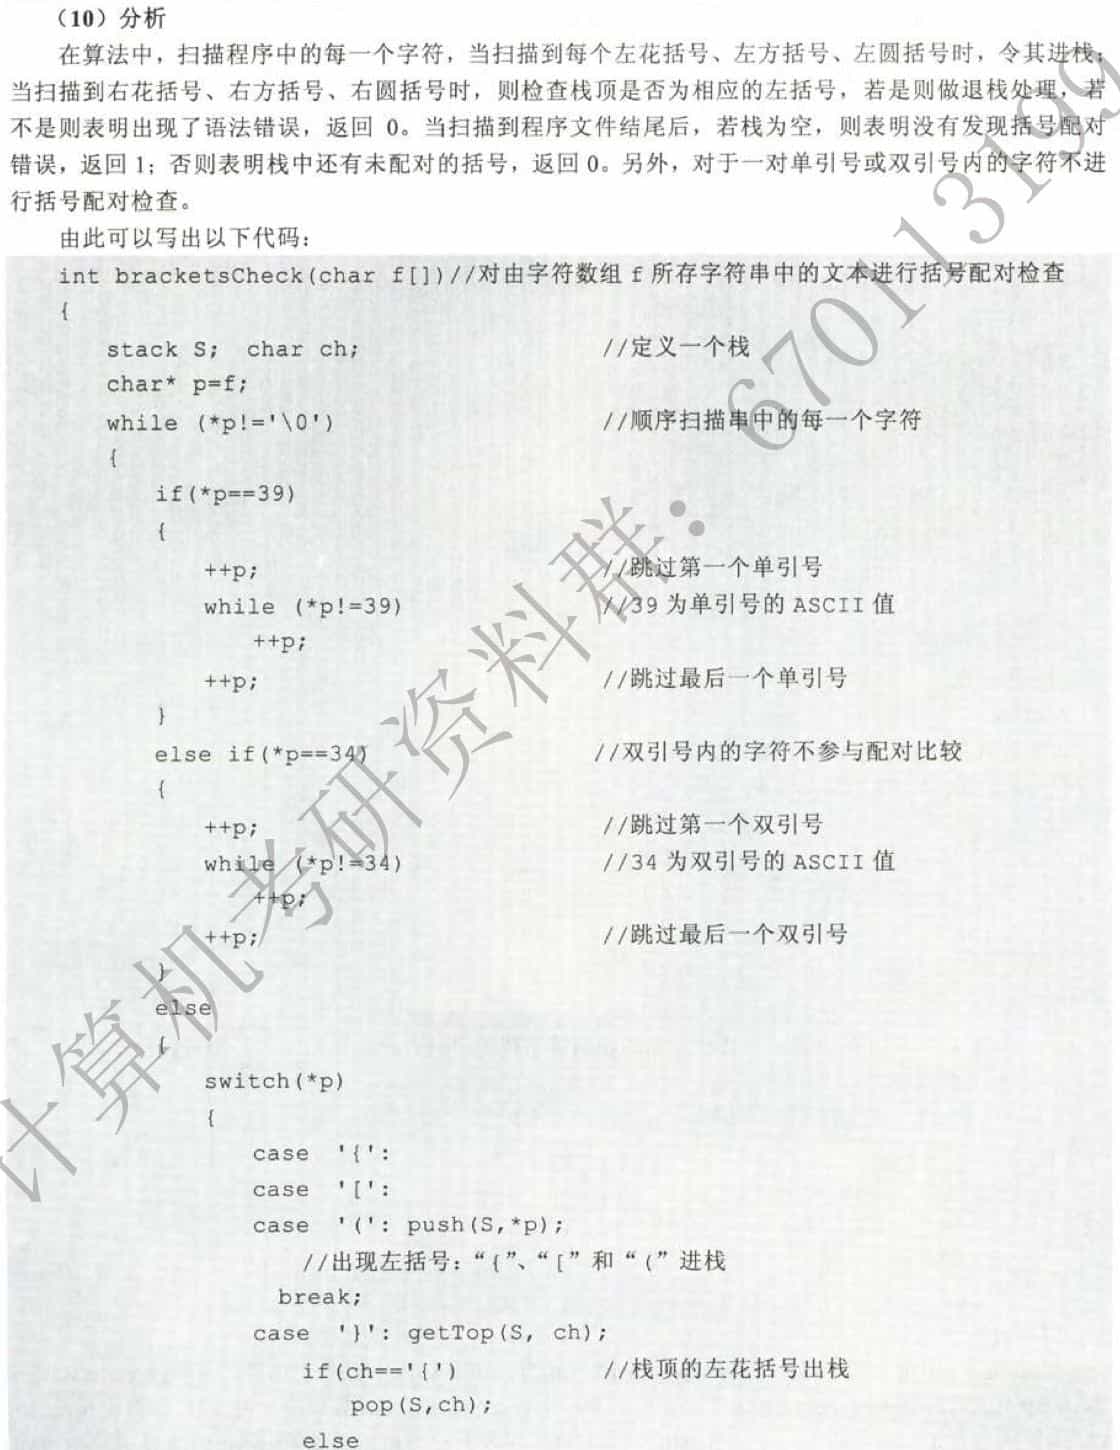 （10）分析
在算法中，扫描程序中的每一个字符，当扫描到每个左花括号、左方括号、左圆括号时，令其进栈；
当扫描到右花括号、右方括号、右圆括号时，则检查栈顶是否为相应的左括号，若是则做退栈处理，若
不是则表明出现了语法错误，返回 0。当扫描到程序文件结尾后，若栈为空，则表明没有发现括号配对
错误，返回 1；否则表明栈中还有未配对的括号，返回 0。另外，对于一对单引号或双引号内的字符不进
行括号配对检查。
由此可以写出以下代码：
int bracketsCheck(char f[])//对由字符数组 f 所存字符串中的文本进行括号配对检查
{
stack S;  char ch;  //定义一个栈
char* p=f;
while (*p!='\0')  //顺序扫描串中的每一个字符
{
if(*p==39)
{
++p;  //跳过第一个单引号
while (*p!=39)  //39 为单引号的 ASCII 值
++p;
++p;  //跳过最后一个单引号
}
else if(*p==34)  //双引号内的字符不参与配对比较
{
++p;  //跳过第一个双引号
while (*p!=34)  //34 为双引号的 ASCII 值
++p;
++p;  //跳过最后一个双引号
}
else
{
switch(*p)
{
case  '{':
case  '[':
case  '(': push(S,*p);
//出现左括号：“{”、“[”和“(”进栈
break;
case  '}': getTop(S, ch);
if(ch=='{')  //栈顶的左花括号出栈
pop(S,ch);
else
计算机考研资料群：670113199